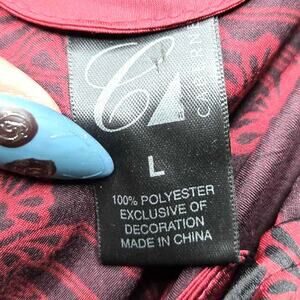 L
100% POLYESTER
EXCLUSIVE OF
DECORATION
MADE IN CHINA